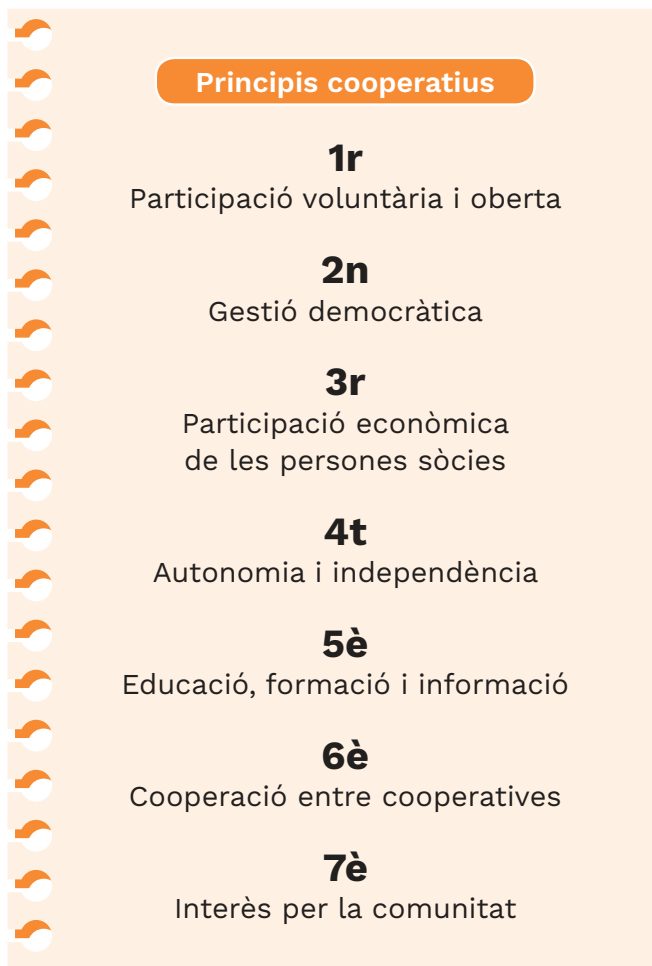 Principis cooperatius
1r
Participació voluntària i oberta
2n
Gestió democràtica
3r
Participació econòmica
de les persones sòcies
4t
Autonomia i independència
5è
Educació, formació i informació
6è
Cooperació entre cooperatives
7è
Interès per la comunitat